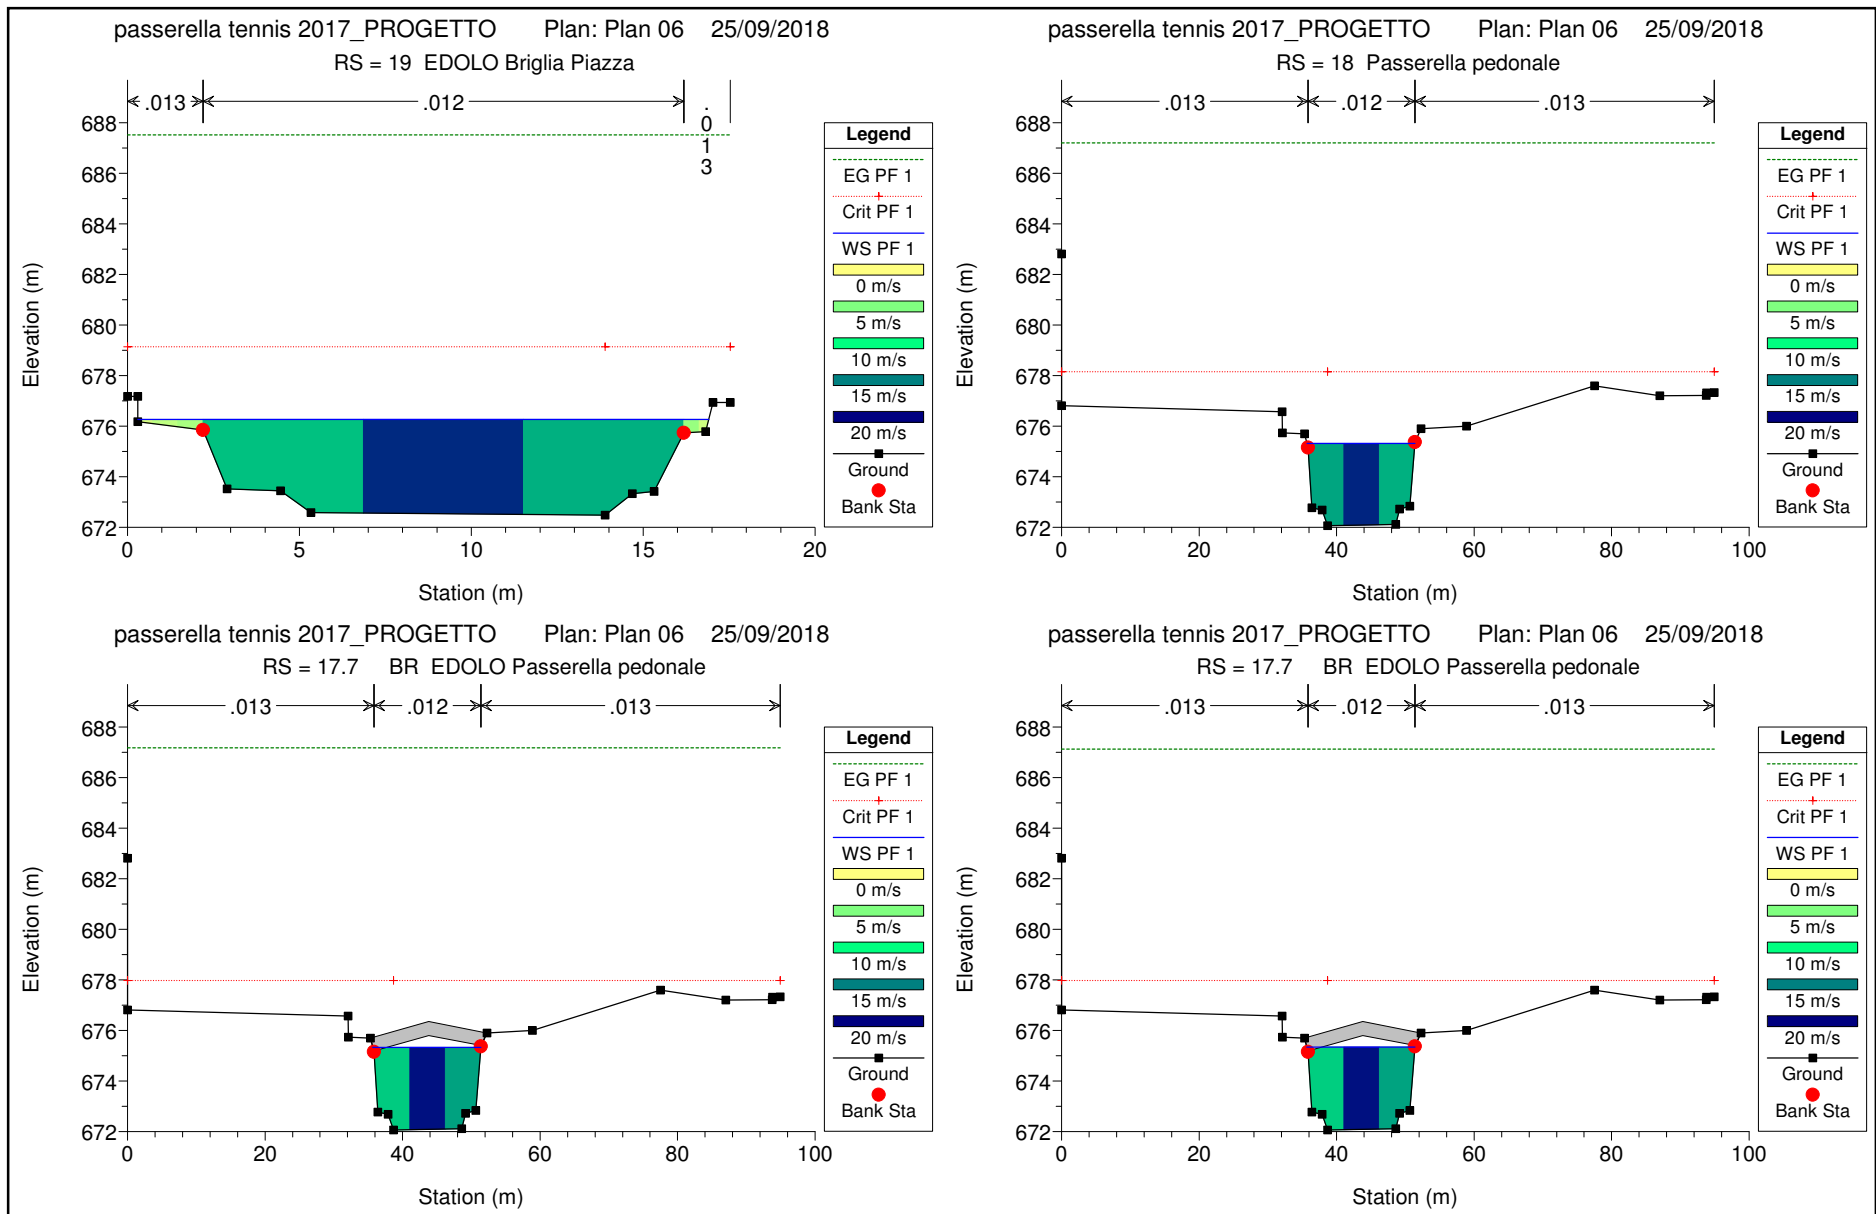 passerella tennis 2017_PROGETTO Plan: Plan 06 25/09/2018
RS = 19 EDOLO Briglia Piazza
.013
.012
.013
688
686
684
682
680
678
676
674
672
0
5
10
15
20
Elevation (m)
Station (m)
Legend
EG PF 1
Crit PF 1
WS PF 1
0 m/s
5 m/s
10 m/s
15 m/s
20 m/s
Ground
Bank Sta
passerella tennis 2017_PROGETTO Plan: Plan 06 25/09/2018
RS = 18 Passerella pedonale
.013
.012
.013
688
686
684
682
680
678
676
674
672
0
20
40
60
80
100
Elevation (m)
Station (m)
Legend
EG PF 1
Crit PF 1
WS PF 1
0 m/s
5 m/s
10 m/s
15 m/s
20 m/s
Ground
Bank Sta
passerella tennis 2017_PROGETTO Plan: Plan 06 25/09/2018
RS = 17.7 BR EDOLO Passerella pedonale
.013
.012
.013
688
686
684
682
680
678
676
674
672
0
20
40
60
80
100
Elevation (m)
Station (m)
Legend
EG PF 1
Crit PF 1
WS PF 1
0 m/s
5 m/s
10 m/s
15 m/s
20 m/s
Ground
Bank Sta
passerella tennis 2017_PROGETTO Plan: Plan 06 25/09/2018
RS = 17.7 BR EDOLO Passerella pedonale
.013
.012
.013
688
686
684
682
680
678
676
674
672
0
20
40
60
80
100
Elevation (m)
Station (m)
Legend
EG PF 1
Crit PF 1
WS PF 1
0 m/s
5 m/s
10 m/s
15 m/s
20 m/s
Ground
Bank Sta